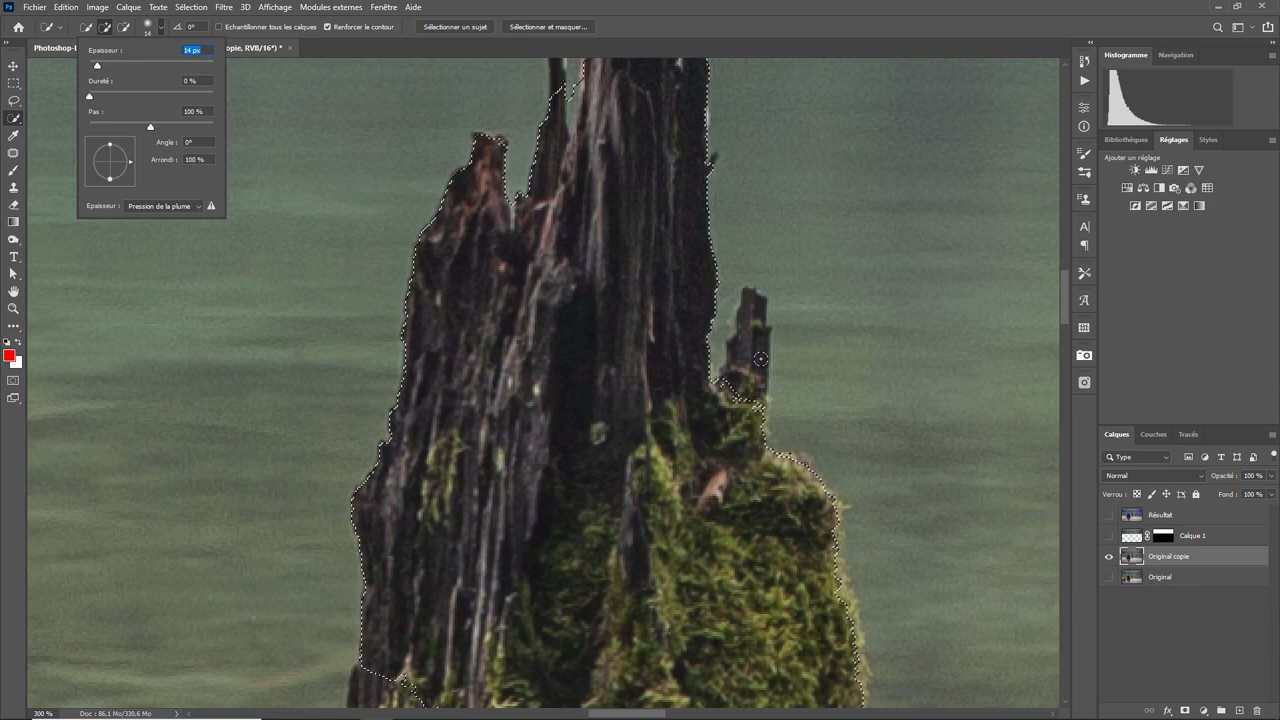 Ps
Fichier Edition Image Calque Texte Sélection Filtre 3D Affichage Modules externes Fenêtre Aide
14
0°
Echantillonner tous les calques
Renforcer le contour
Sélectionner un sujet
Sélectionner et masquer...
opie, RVB/16*) * ×
Epaisseur : 14 px
Dureté : 0 %
Pas : 100 %
Angle : 0°
Arrondi : 100 %
Epaisseur : Pression de la plume
Histogramme Navigation
Bibliothèques Réglages Styles
Ajouter un réglage
Calques Couches Tracés
Type
Normal Opacité : 100 %
Verrou : Fond : 100 %
Résultat
Calque 1
Original copie
Original
300 % Doc : 86,1 Mo/330,6 Mo